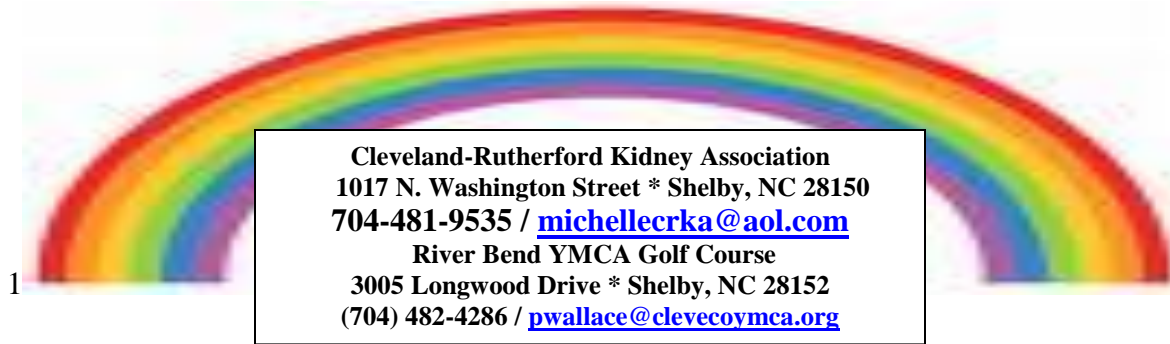 Cleveland-Rutherford Kidney Association
1017 N. Washington Street * Shelby, NC 28150
704-481-9535 / michellecrka@aol.com
River Bend YMCA Golf Course
3005 Longwood Drive * Shelby, NC 28152
(704) 482-4286 / pwallace@clevecoymca.org
1